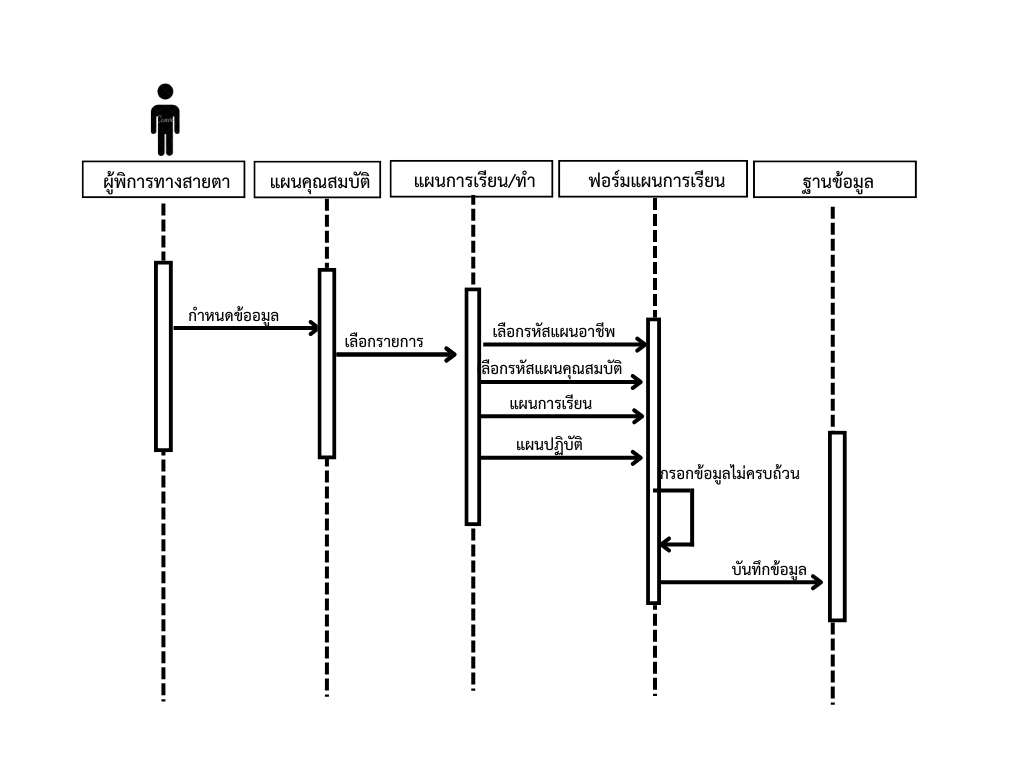 ผู้พิการทางสายตา
แผนคุณสมบัติ
แผนการเรียน/ทำ
ฟอร์มแผนการเรียน
ฐานข้อมูล
กำหนดข้ออมูล
เลือกรายการ
เลือกรหัสแผนอาชีพ
ลือกรหัสแผนคุณสมบัติ
แผนการเรียน
แผนปฏิบัติ
กรอกข้อมูลไม่ครบถ้วน
บันทึกข้อมูล